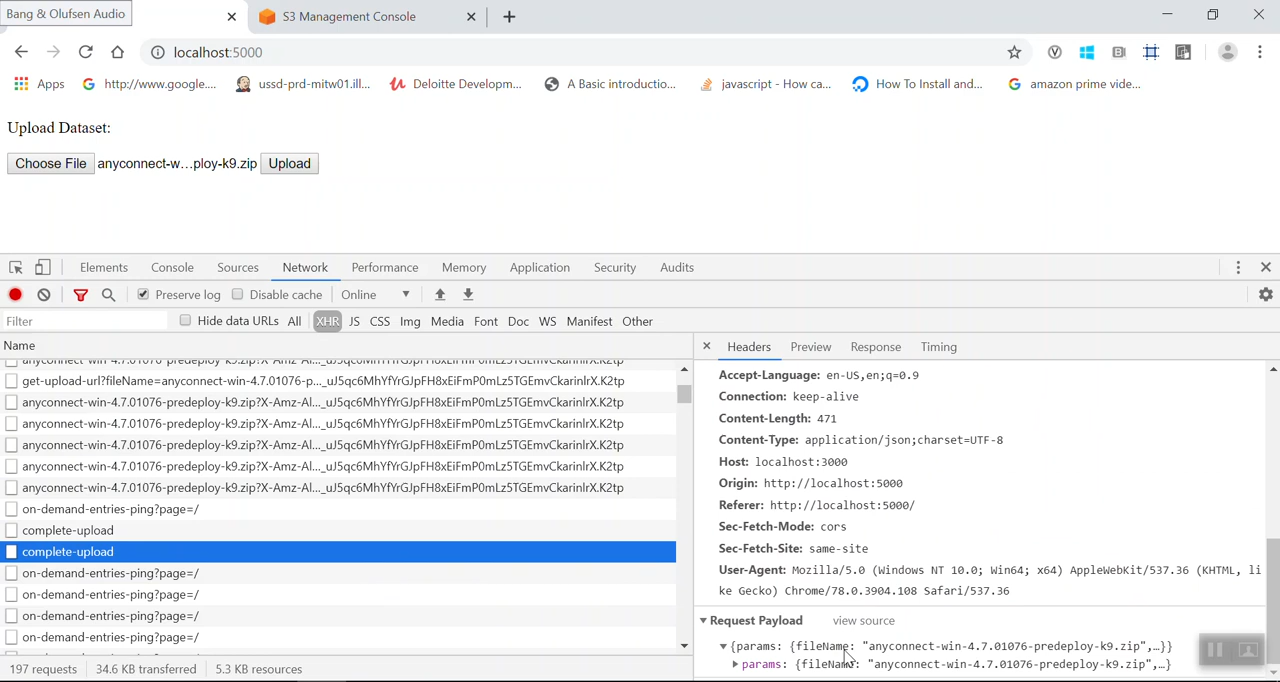 Bang & Olufsen Audio
S3 Management Console
localhost:5000
Apps
http://www.google....
ussd-prd-mitw01.ill...
Deloitte Developm...
A Basic introductio...
javascript - How ca...
How To Install and...
amazon prime vide...
Upload Dataset:
Choose File anyconnect-w...ploy-k9.zip Upload
Elements Console Sources Network Performance Memory Application Security Audits
Preserve log Disable cache Online
Filter Hide data URLs All XHR JS CSS Img Media Font Doc WS Manifest Other
Name
Headers Preview Response Timing
anyconnect-win-4.7.01076-predeploy-k9.zip?X-Amz-Al..._uJ5qc6MhYfYrGJpFH8xEiFmP0mLz5TGEmvCkarinlrX.K2tp
get-upload-url?fileName=anyconnect-win-4.7.01076-p..._uJ5qc6MhYfYrGJpFH8xEiFmP0mLz5TGEmvCkarinlrX.K2tp
anyconnect-win-4.7.01076-predeploy-k9.zip?X-Amz-Al..._uJ5qc6MhYfYrGJpFH8xEiFmP0mLz5TGEmvCkarinlrX.K2tp
anyconnect-win-4.7.01076-predeploy-k9.zip?X-Amz-Al..._uJ5qc6MhYfYrGJpFH8xEiFmP0mLz5TGEmvCkarinlrX.K2tp
anyconnect-win-4.7.01076-predeploy-k9.zip?X-Amz-Al..._uJ5qc6MhYfYrGJpFH8xEiFmP0mLz5TGEmvCkarinlrX.K2tp
anyconnect-win-4.7.01076-predeploy-k9.zip?X-Amz-Al..._uJ5qc6MhYfYrGJpFH8xEiFmP0mLz5TGEmvCkarinlrX.K2tp
anyconnect-win-4.7.01076-predeploy-k9.zip?X-Amz-Al..._uJ5qc6MhYfYrGJpFH8xEiFmP0mLz5TGEmvCkarinlrX.K2tp
on-demand-entries-ping?page=/
complete-upload
complete-upload
on-demand-entries-ping?page=/
on-demand-entries-ping?page=/
on-demand-entries-ping?page=/
on-demand-entries-ping?page=/
197 requests 34.6 KB transferred 5.3 KB resources
Accept-Language: en-US,en;q=0.9
Connection: keep-alive
Content-Length: 471
Content-Type: application/json;charset=UTF-8
Host: localhost:3000
Origin: http://localhost:5000
Referer: http://localhost:5000/
Sec-Fetch-Mode: cors
Sec-Fetch-Site: same-site
User-Agent: Mozilla/5.0 (Windows NT 10.0; Win64; x64) AppleWebKit/537.36 (KHTML, li
ke Gecko) Chrome/78.0.3904.108 Safari/537.36
Request Payload view source
{params: {fileName: "anyconnect-win-4.7.01076-predeploy-k9.zip",…}}
params: {fileName: "anyconnect-win-4.7.01076-predeploy-k9.zip",…}